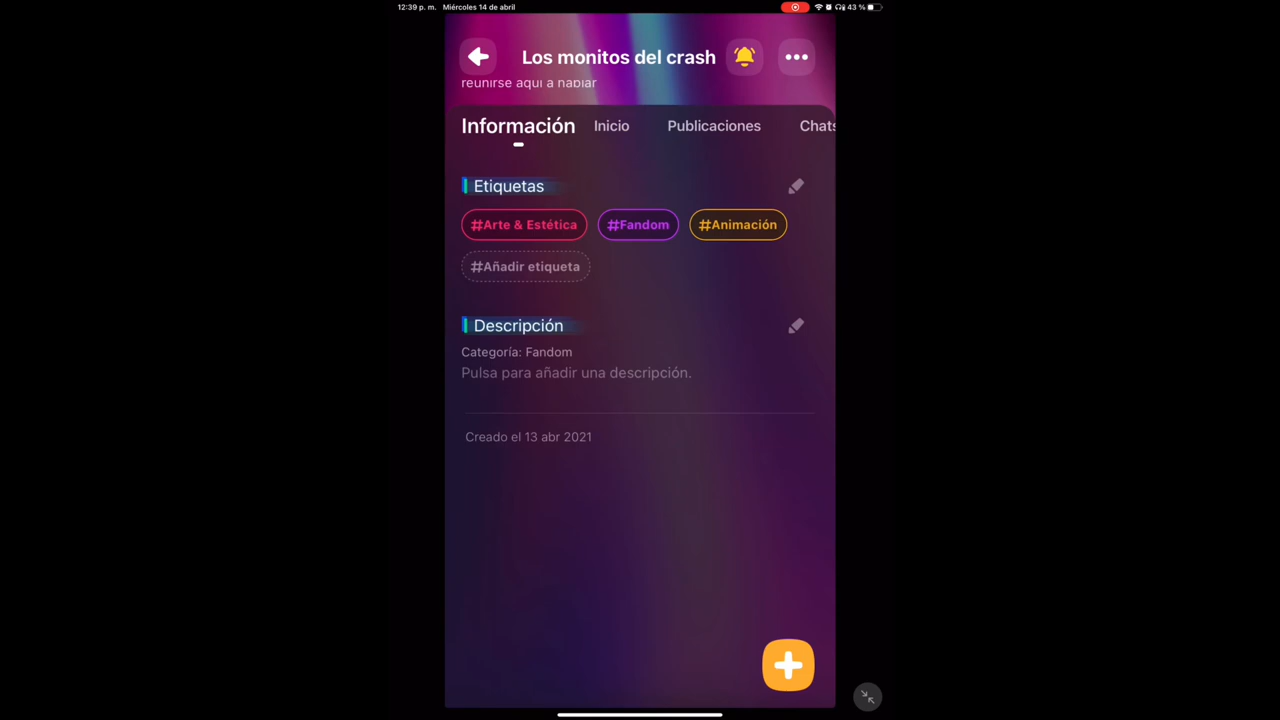 12:39 p. m. Miércoles 14 de abril 43 %
Los monitos del crash
reunirse aquí a hablar
Información Inicio Publicaciones Chats
Etiquetas
#Arte & Estética #Fandom #Animación
#Añadir etiqueta
Descripción
Categoría: Fandom
Pulsa para añadir una descripción.
Creado el 13 abr 2021